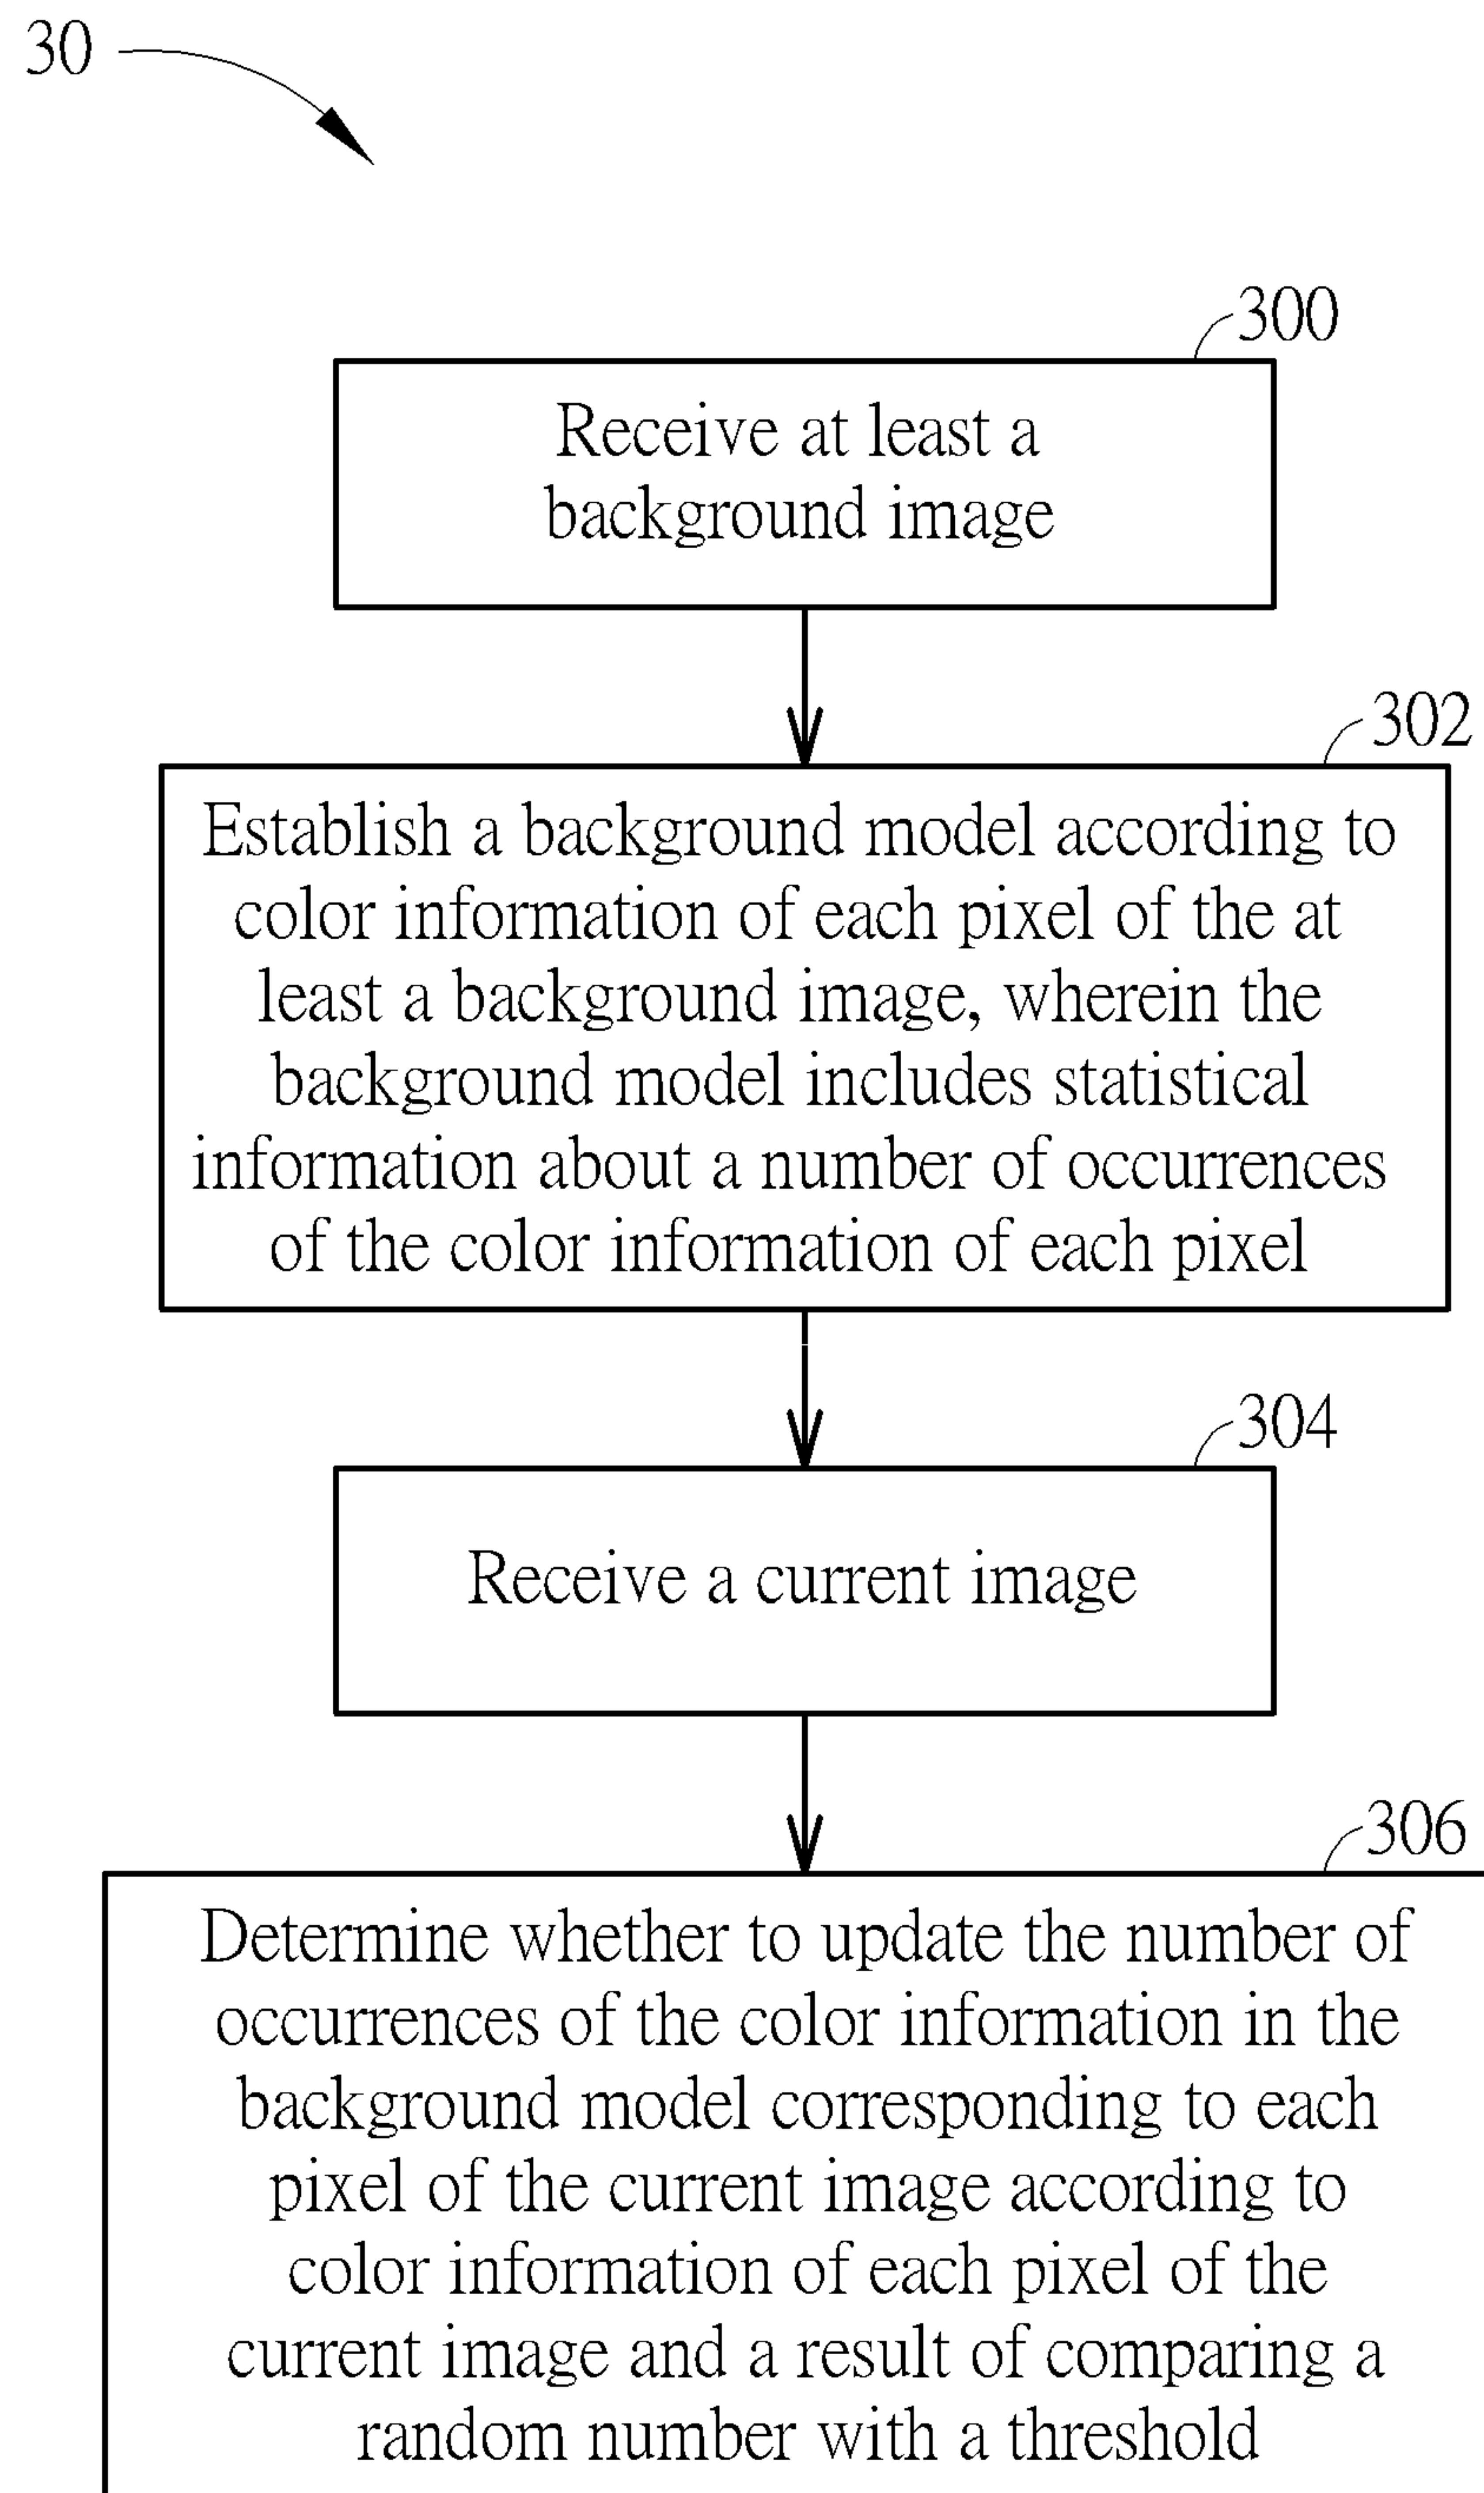 30
300
Receive at least a
background image
302
Establish a background model according to
color information of each pixel of the at
least a background image, wherein the
background model includes statistical
information about a number of occurrences
of the color information of each pixel
304
Receive a current image
306
Determine whether to update the number of
occurrences of the color information in the
background model corresponding to each
pixel of the current image according to
color information of each pixel of the
current image and a result of comparing a
random number with a threshold